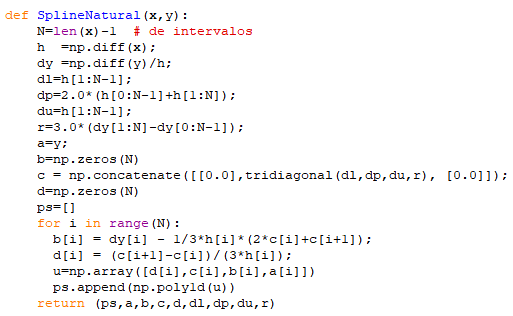 def SplineNatural(x,y):
    N=len(x)-1  # de intervalos
    h  =np.diff(x);
    dy =np.diff(y)/h;
    dl=h[1:N-1];
    dp=2.0*(h[0:N-1]+h[1:N]);
    du=h[1:N-1];
    r=3.0*(dy[1:N]-dy[0:N-1]);
    a=y;
    b=np.zeros(N)
    c = np.concatenate([[0.0],tridiagonal(dl,dp,du,r), [0.0]]);
    d=np.zeros(N)
    ps=[]
    for i in range(N):
      b[i] = dy[i] - 1/3*h[i]*(2*c[i]+c[i+1]);
      d[i] = (c[i+1]-c[i])/(3*h[i]);
      u=np.array([d[i],c[i],b[i],a[i]])
      ps.append(np.poly1d(u))
    return (ps,a,b,c,d,dl,dp,du,r)